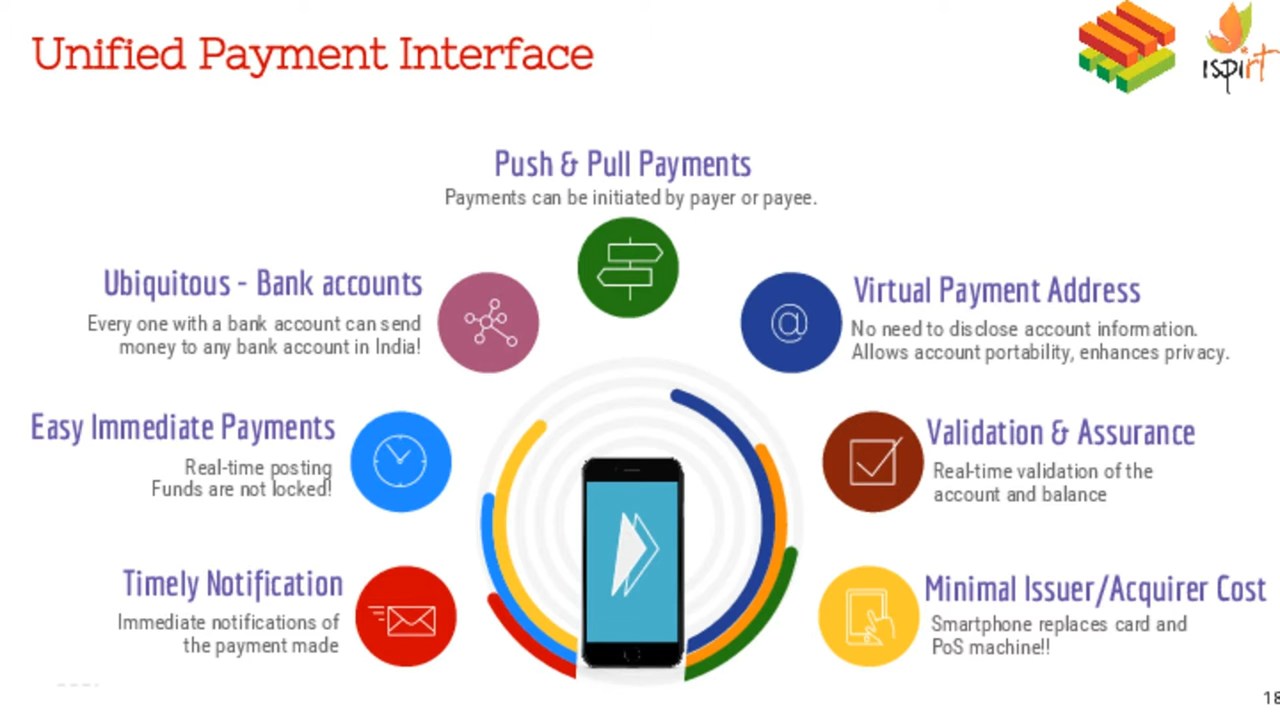 Unified Payment Interface
ıspırt
Push & Pull Payments
Payments can be initiated by payer or payee.
Ubiquitous - Bank accounts
Every one with a bank account can send
money to any bank account in India!
@
Virtual Payment Address
No need to disclose account information.
Allows account portability, enhances privacy.
Easy Immediate Payments
Real-time posting
Funds are not locked!
Validation & Assurance
Real-time validation of the
account and balance
Timely Notification
Immediate notifications of
the payment made
Minimal Issuer/Acquirer Cost
Smartphone replaces card and
PoS machine!!
18